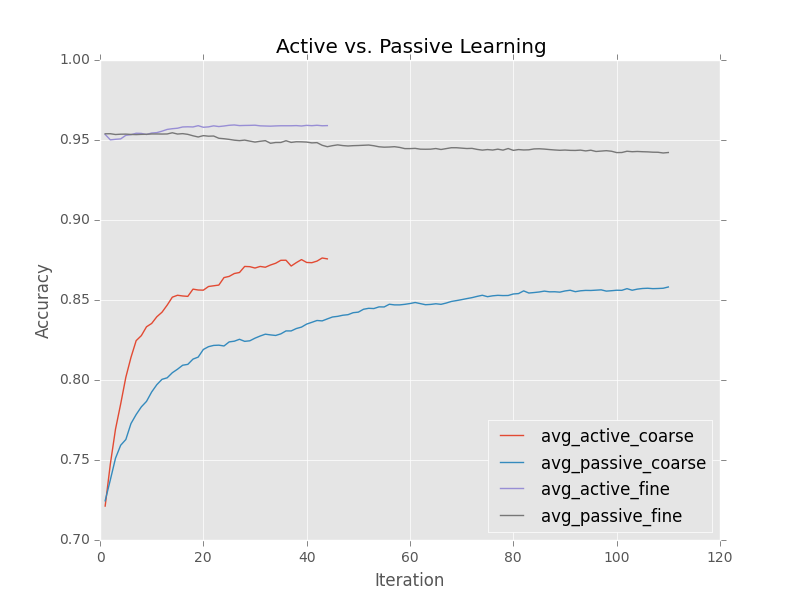 Active vs. Passive Learning
1.00
0.95
0.90
0.85
0.80
0.75
0.70
Accuracy
0
20
40
60
80
100
120
Iteration
avg_active_coarse
avg_passive_coarse
avg_active_fine
avg_passive_fine